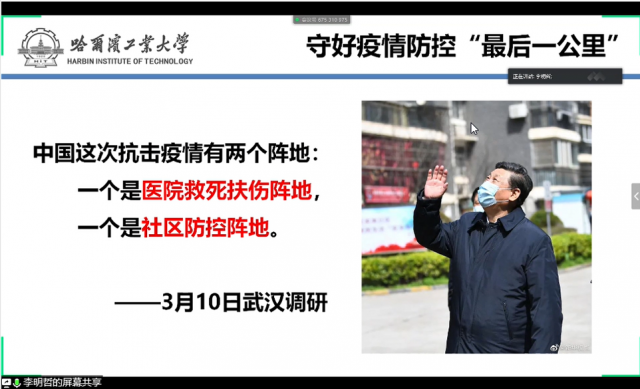 哈爾濱工業大學
HARBIN INSTITUTE OF TECHNOLOGY
守好疫情防控“最后一公里”
中国这次抗击疫情有两个阵地：
一个是医院救死扶伤阵地，
一个是社区防控阵地。
——3月10日武汉调研
李明哲的屏幕共享